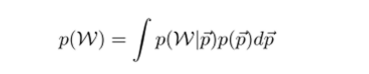 p(𝒲) = ∫ p(𝒲|p⃗)p(p⃗)dp⃗